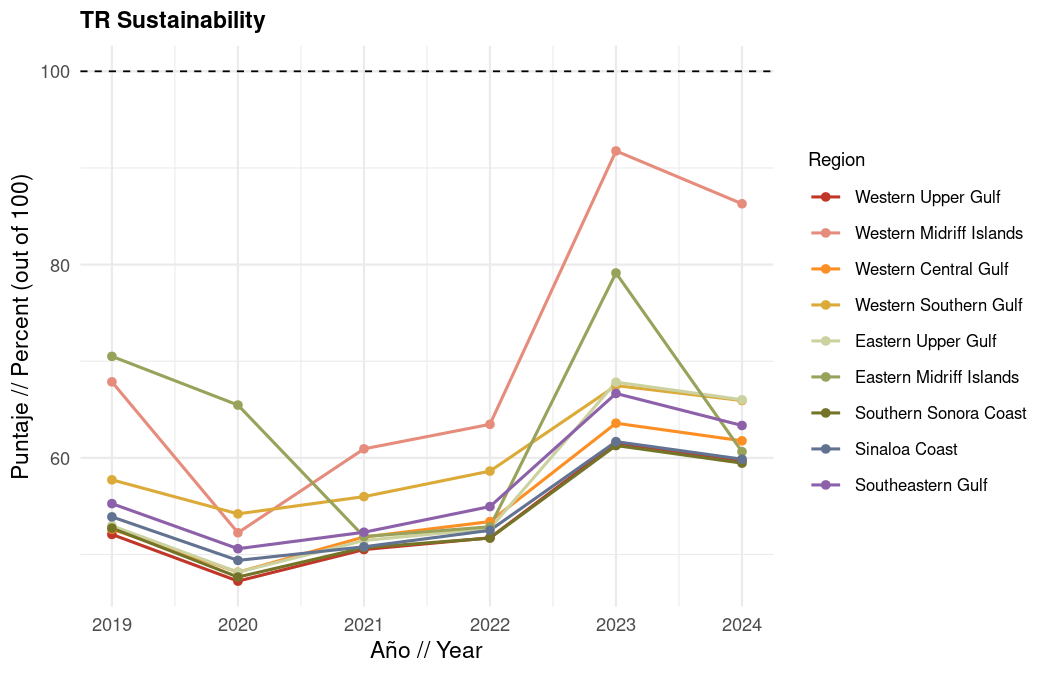 TR Sustainability
Puntaje // Percent (out of 100)
100
80
60
2019 2020 2021 2022 2023 2024
Año // Year
Region
Western Upper Gulf
Western Midriff Islands
Western Central Gulf
Western Southern Gulf
Eastern Upper Gulf
Eastern Midriff Islands
Southern Sonora Coast
Sinaloa Coast
Southeastern Gulf